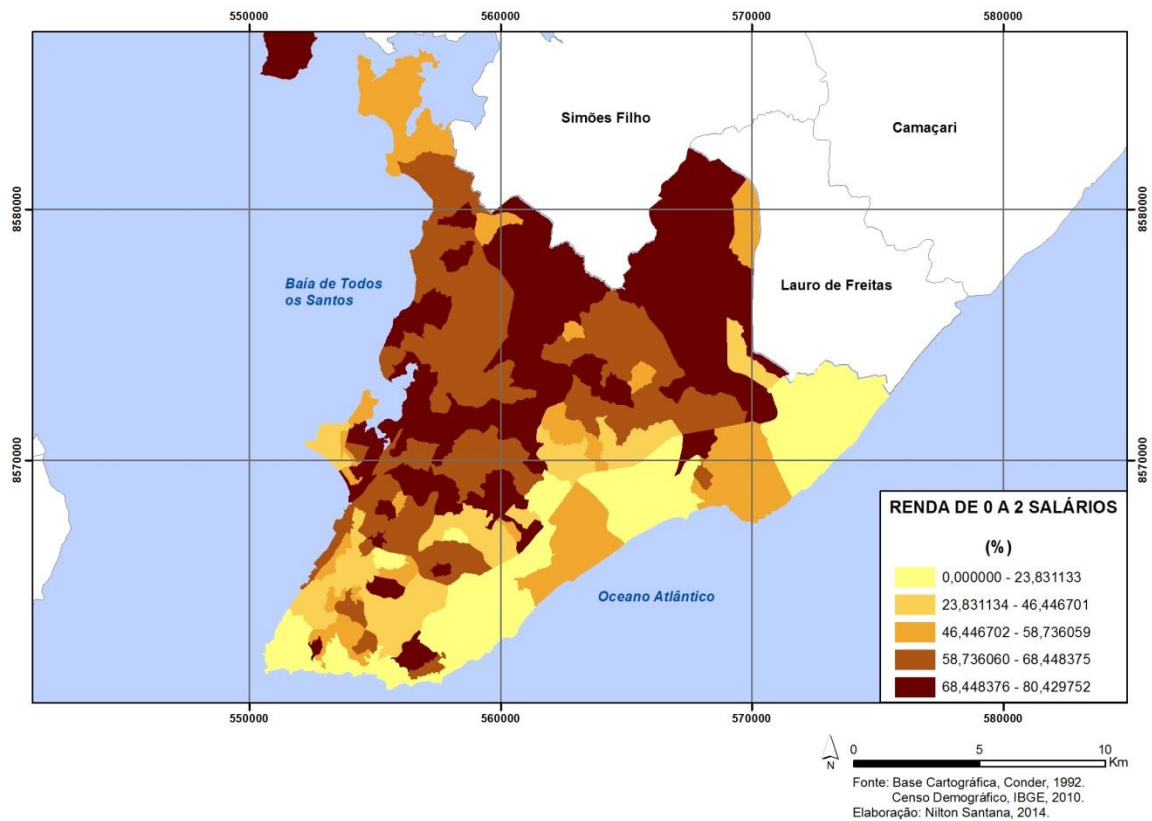 550000 560000 570000 580000
Simões Filho
Camaçari
8580000 8580000
Baía de Todos
os Santos
Lauro de Freitas
8570000 8570000
RENDA DE 0 A 2 SALÁRIOS
(%)
0,000000 - 23,831133
23,831134 - 46,446701
46,446702 - 58,736059
58,736060 - 68,448375
68,448376 - 80,429752
Oceano Atlântico
550000 560000 570000 580000
N
0 5 10
Km
Fonte: Base Cartográfica, Conder, 1992.
Censo Demográfico, IBGE, 2010.
Elaboração: Nilton Santana, 2014.